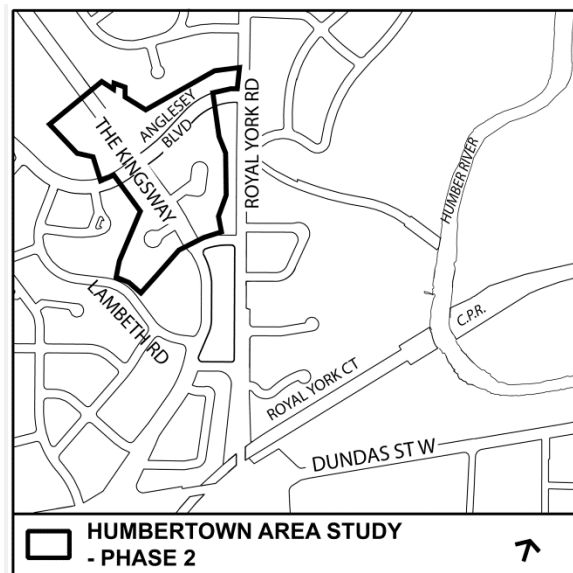 ANGLESEY
BLVD
THE KINGSWAY
ROYAL YORK RD
HUMBER RIVER
LAMBETH RD
C.P.R.
ROYAL YORK CT
DUNDAS ST W
HUMBERTOWN AREA STUDY
- PHASE 2